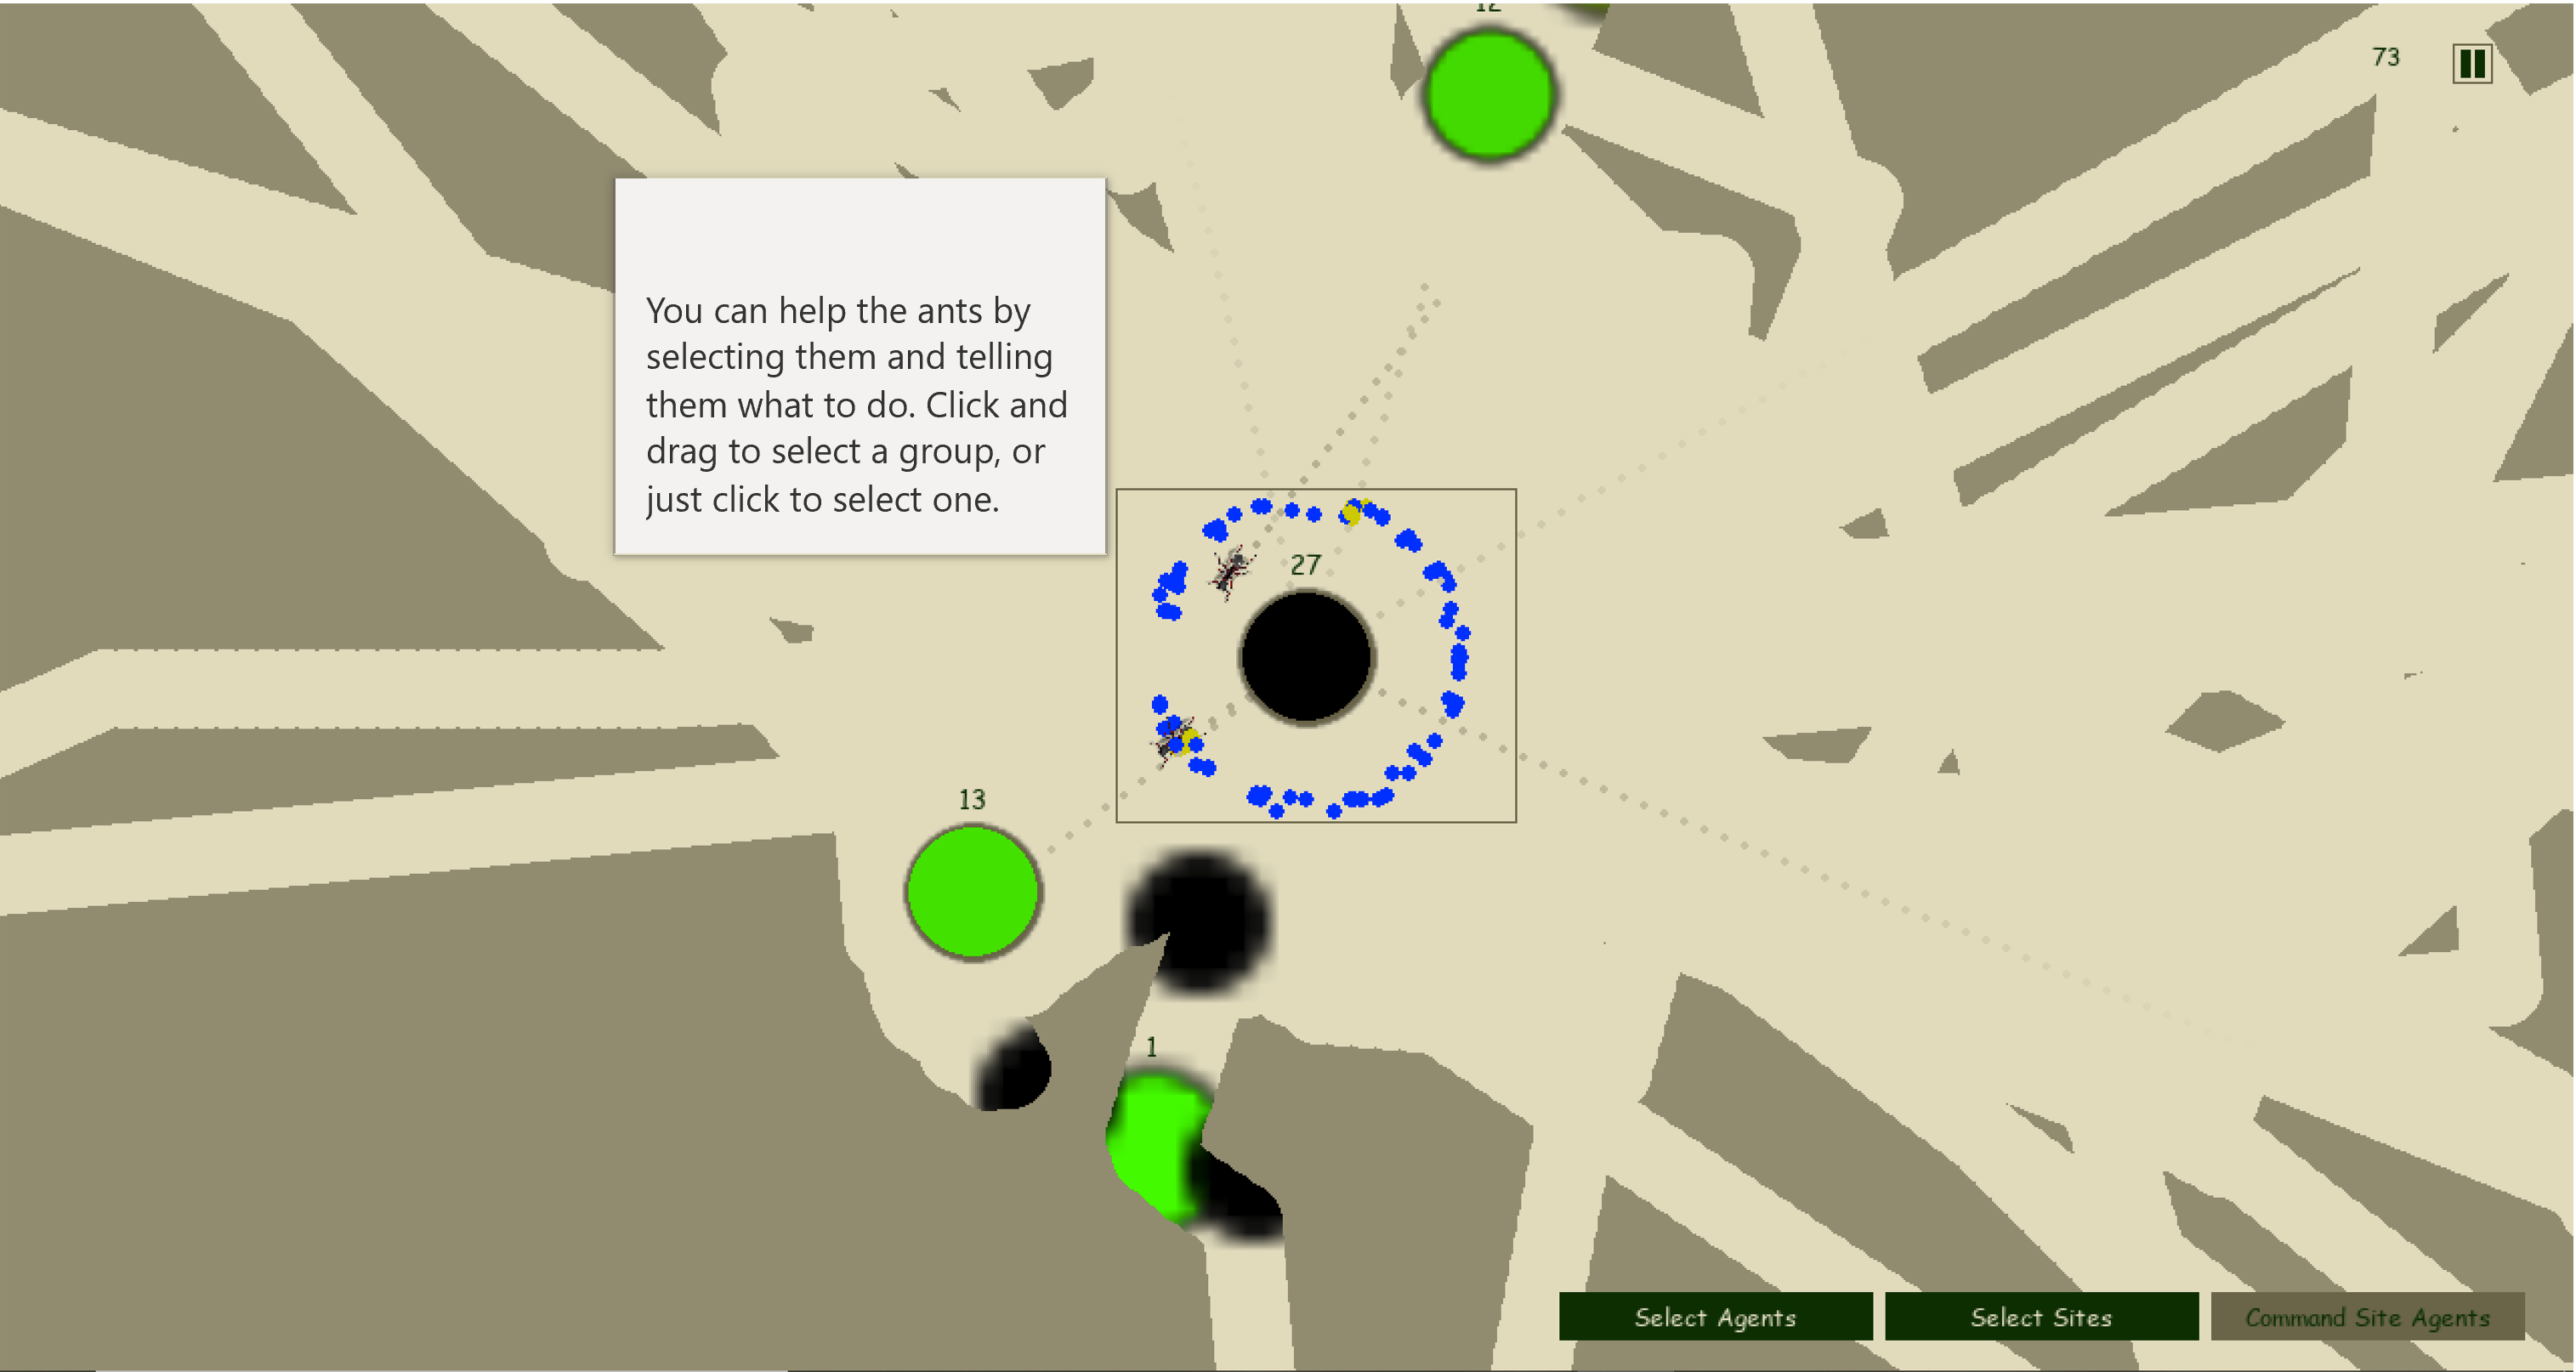 12
73
You can help the ants by
selecting them and telling
them what to do. Click and
drag to select a group, or
just click to select one.
27
13
1
Select Agents
Select Sites
Command Site Agents